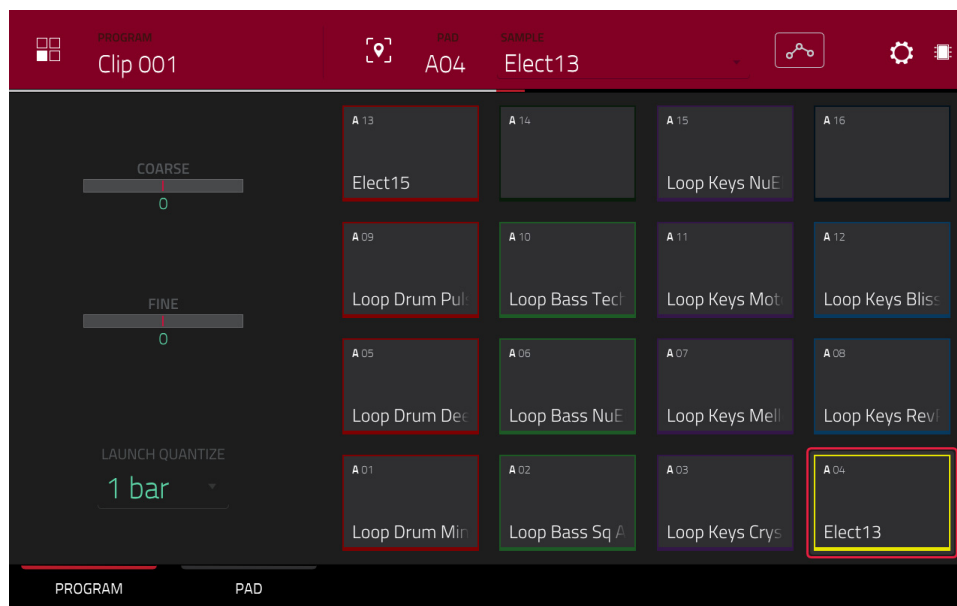 PROGRAM
Clip 001
PAD
A04
SAMPLE
Elect13
COARSE
0
FINE
0
LAUNCH QUANTIZE
1 bar
A 13
Elect15
A 14
A 15
Loop Keys NuE
A 16
A 09
Loop Drum Pul
A 10
Loop Bass Tech
A 11
Loop Keys Mot
A 12
Loop Keys Bliss
A 05
Loop Drum Dee
A 06
Loop Bass NuE
A 07
Loop Keys Mell
A 08
Loop Keys Rev
A 01
Loop Drum Min
A 02
Loop Bass Sq A
A 03
Loop Keys Crys
A 04
Elect13
PROGRAM
PAD